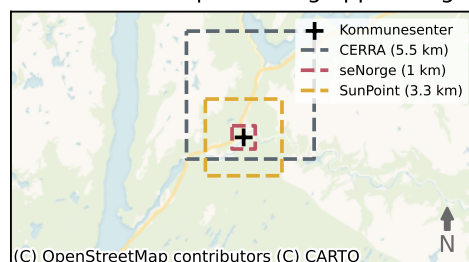 Kommunesenter
CERRA (5.5 km)
seNorge (1 km)
SunPoint (3.3 km)
N
(C) OpenStreetMap contributors (C) CARTO